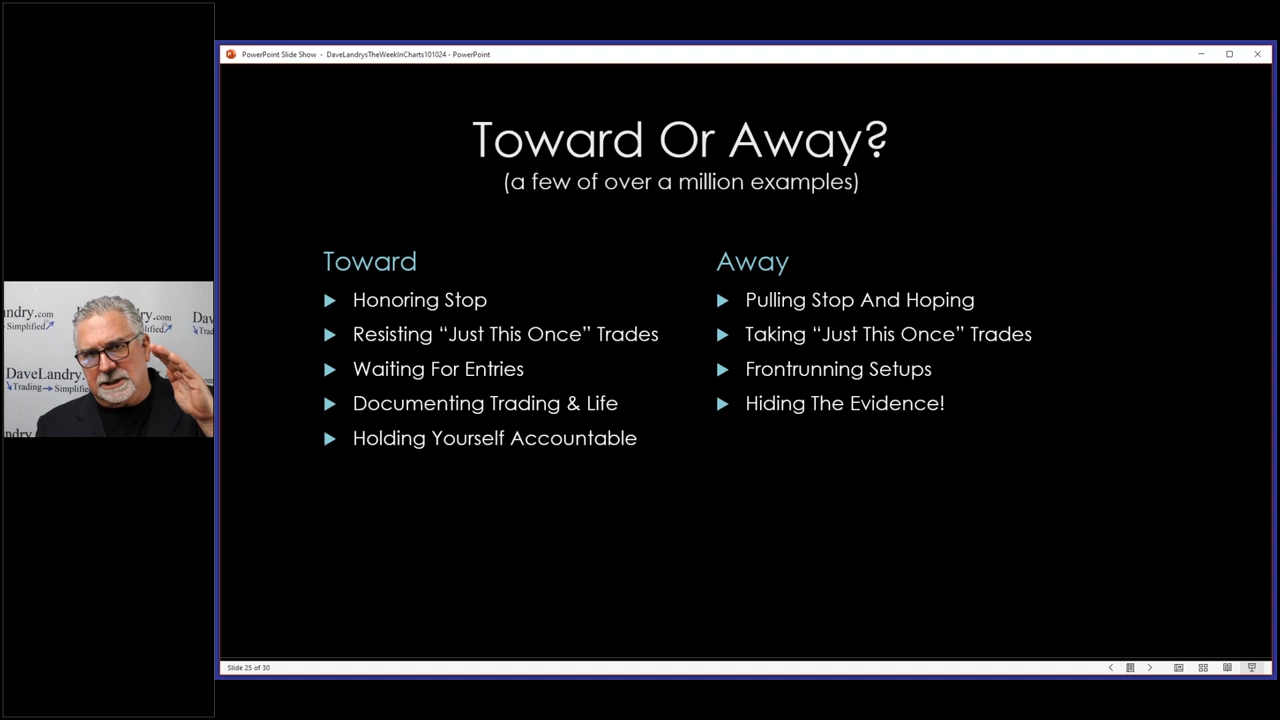 PowerPoint Slide Show - DaveLandrysTheWeekInCharts101024 - PowerPoint
Toward Or Away?
(a few of over a million examples)
Toward
Honoring Stop
Resisting “Just This Once” Trades
Waiting For Entries
Documenting Trading & Life
Holding Yourself Accountable
Away
Pulling Stop And Hoping
Taking “Just This Once” Trades
Frontrunning Setups
Hiding The Evidence!
Landry.com
Simplified
DaveLandry.
Trading Simplified
Slide 25 of 30